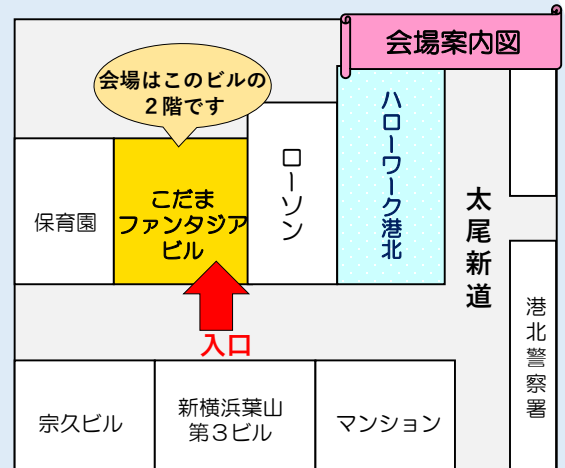 会場案内図
会場はこのビルの
２階です
保育園
こだま
ファンタジア
ビル
ローソン
ハローワーク港北
太尾新道
港北警察署
入口
宗久ビル
新横浜葉山
第３ビル
マンション